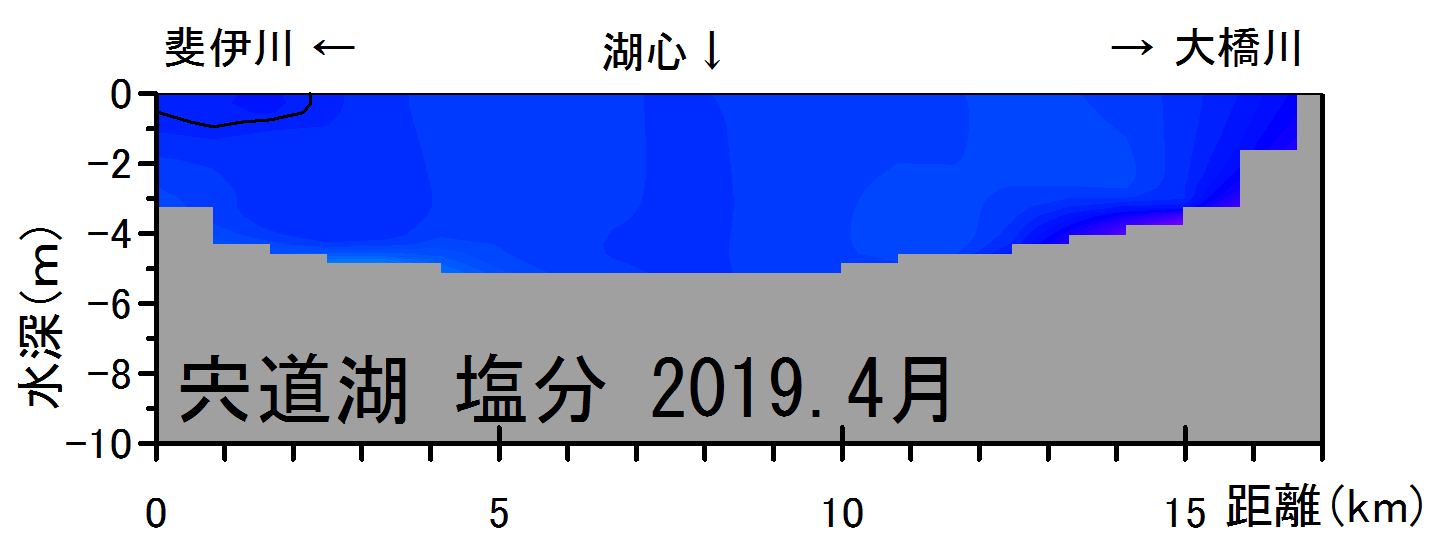 斐伊川 ←
湖心 ↓
→ 大橋川
0
-2
-4
-6
-8
-10
水深(m)
宍道湖 塩分 2019.4月
0 5 10 15 距離(km)